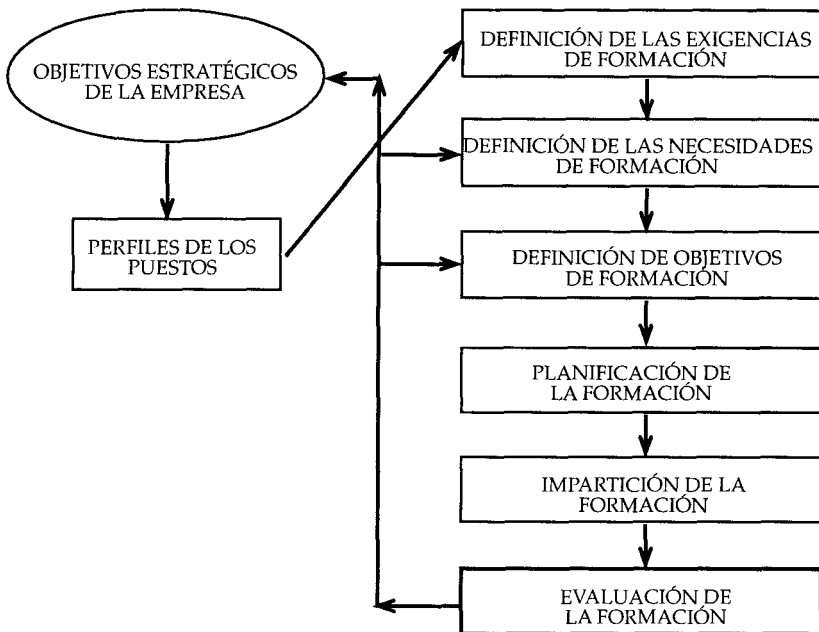 OBJETIVOS ESTRATÉGICOS
DE LA EMPRESA
PERFILES DE LOS
PUESTOS
DEFINICIÓN DE LAS EXIGENCIAS
DE FORMACIÓN
DEFINICIÓN DE LAS NECESIDADES
DE FORMACIÓN
DEFINICIÓN DE OBJETIVOS
DE FORMACIÓN
PLANIFICACIÓN DE
LA FORMACIÓN
IMPARTICIÓN DE LA
FORMACIÓN
EVALUACIÓN DE
LA FORMACIÓN